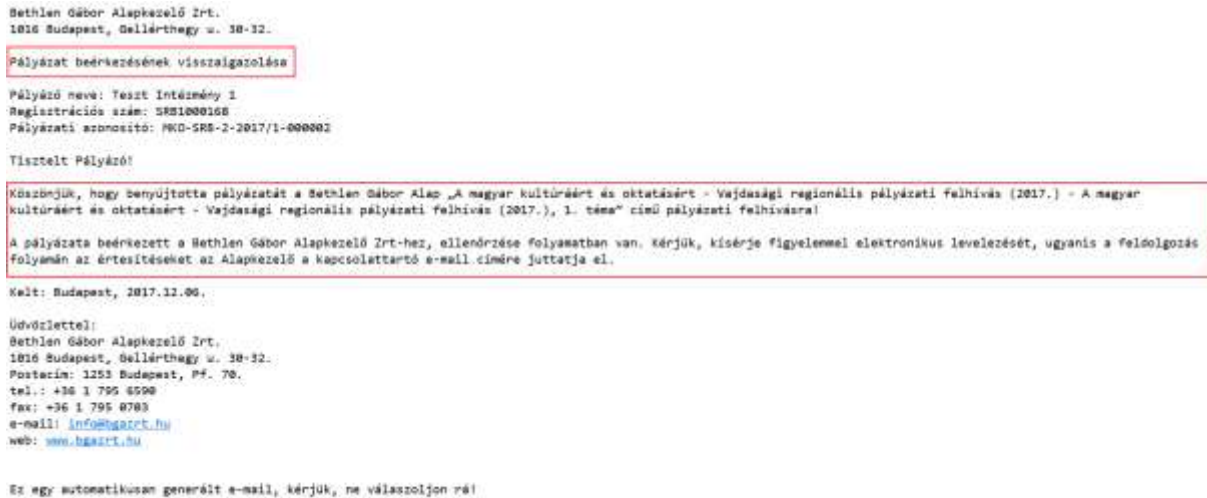 Bethlen Gábor Alapkezelő Zrt.
1016 Budapest, Gellérthegy u. 30-32.
Pályázat beérkezésének visszaigazolása
Pályázó neve: Teszt Intézmény 1
Regisztrációs szám: SRB1000168
Pályázati azonosító: MKO-SRB-2-2017/1-000002
Tisztelt Pályázó!
Köszönjük, hogy benyújtotta pályázatát a Bethlen Gábor Alap „A magyar kultúráért és oktatásért - Vajdasági regionális pályázati felhívás (2017.) - A magyar
kultúráért és oktatásért - Vajdasági regionális pályázati felhívás (2017.), 1. téma” című pályázati felhívásra!
A pályázata beérkezett a Bethlen Gábor Alapkezelő Zrt-hez, ellenőrzése folyamatban van. Kérjük, kísérje figyelemmel elektronikus levelezését, ugyanis a feldolgozás
folyamán az értesítéseket az Alapkezelő a kapcsolattartó e-mail címére juttatja el.
Kelt: Budapest, 2017.12.06.
Üdvözlettel:
Bethlen Gábor Alapkezelő Zrt.
1016 Budapest, Gellérthegy u. 30-32.
Postacím: 1253 Budapest, Pf. 70.
tel.: +36 1 795 6590
fax: +36 1 795 0703
e-mail: info@bgazrt.hu
web: www.bgazrt.hu
Ez egy automatikusan generált e-mail, kérjük, ne válaszoljon rá!